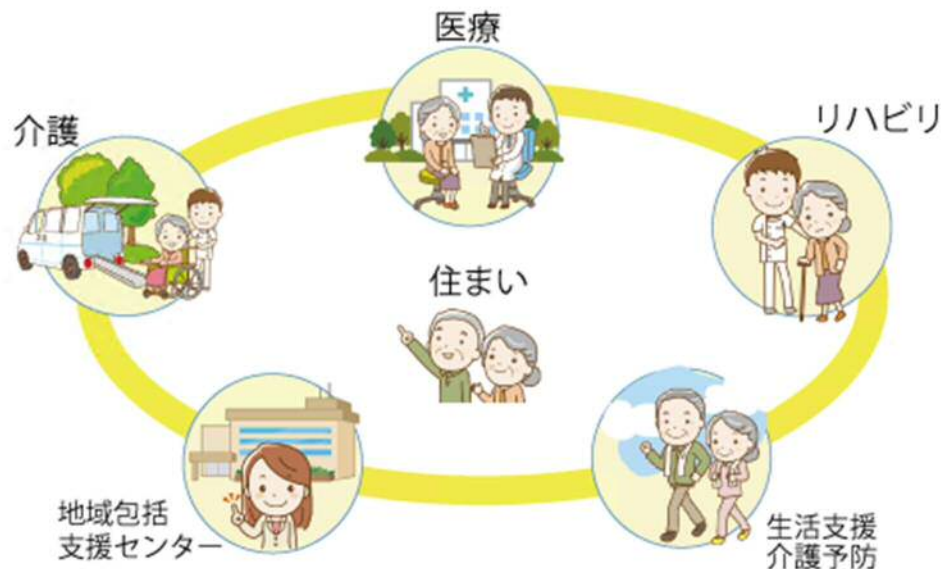 医療
介護
リハビリ
住まい
地域包括
支援センター
生活支援
介護予防